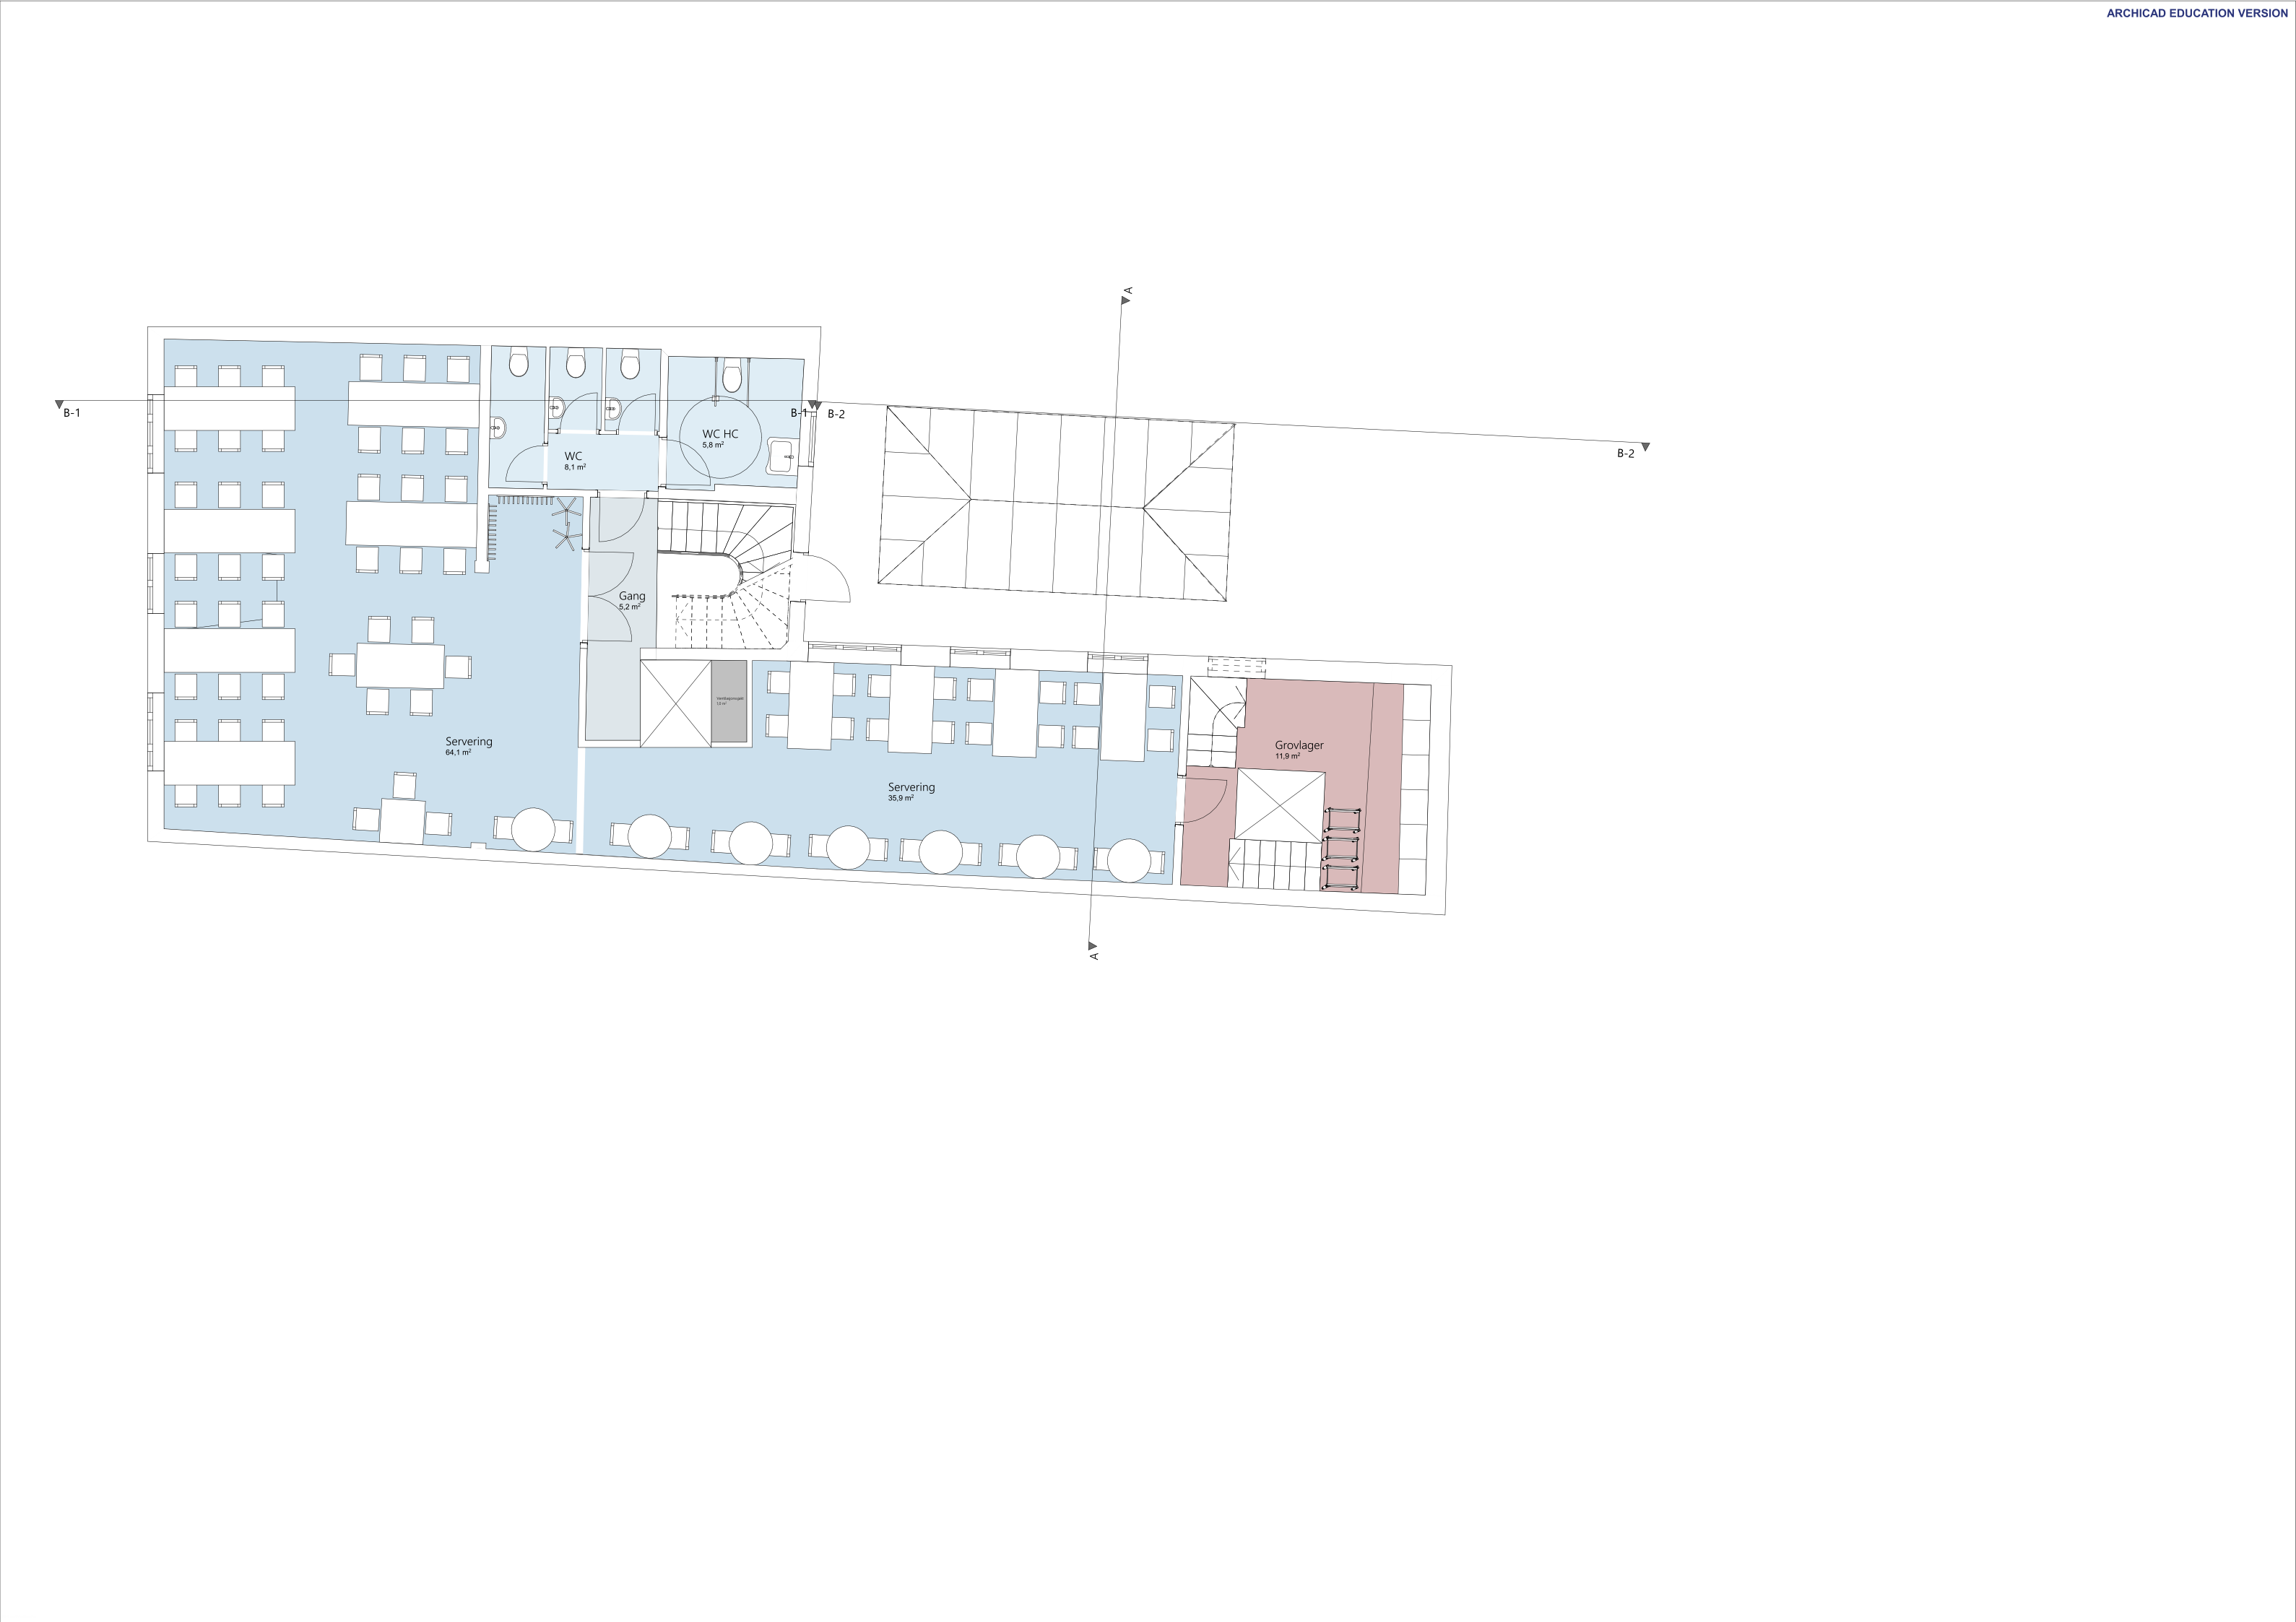 ARCHICAD EDUCATION VERSION
A
B-1
B-1
B-2
WC HC
5,8 m²
B-2
WC
8,1 m²
Gang
5,2 m²
Servering
64,1 m²
Grovlager
11,9 m²
Servering
35,9 m²
A